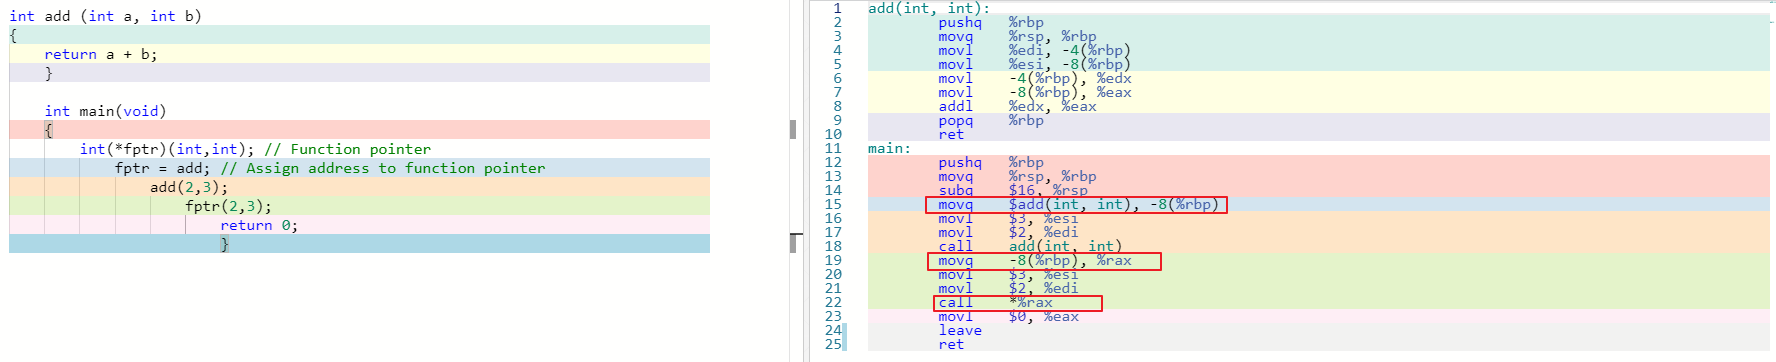 int add (int a, int b)
{
return a + b;
}
int main(void)
{
int(*fptr)(int,int); // Function pointer
fptr = add; // Assign address to function pointer
add(2,3);
fptr(2,3);
return 0;
}
1 add(int, int):
2 pushq %rbp
3 movq %rsp, %rbp
4 movl %edi, -4(%rbp)
5 movl %esi, -8(%rbp)
6 movl -4(%rbp), %edx
7 movl -8(%rbp), %eax
8 addl %edx, %eax
9 popq %rbp
10 ret
11 main:
12 pushq %rbp
13 movq %rsp, %rbp
14 subq $16, %rsp
15 movq $add(int, int), -8(%rbp)
16 movl $3, %esi
17 movl $2, %edi
18 call add(int, int)
19 movq -8(%rbp), %rax
20 movl $3, %esi
21 movl $2, %edi
22 call *%rax
23 movl $0, %eax
24 leave
25 ret